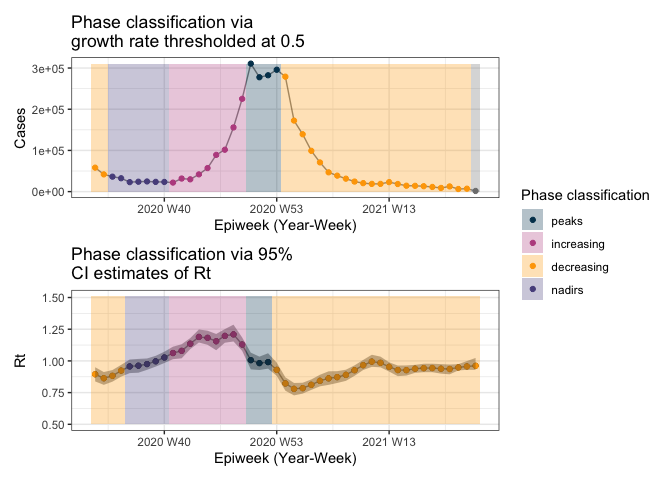 Phase classification via
growth rate thresholded at 0.5
3e+05
2e+05
1e+05
0e+00
Cases
2020 W40
2020 W53
2021 W13
Epiweek (Year-Week)
Phase classification
peaks
increasing
decreasing
nadirs
Phase classification via 95%
CI estimates of Rt
1.50
1.25
1.00
0.75
0.50
Rt
2020 W40
2020 W53
2021 W13
Epiweek (Year-Week)